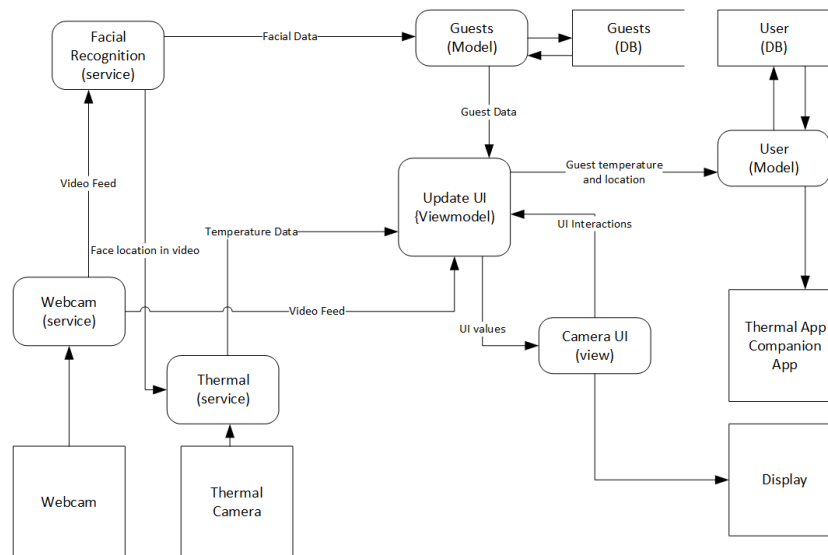 Facial
Recognition
(service)
Facial Data
Guests
(Model)
Guests
(DB)
User
(DB)
Guest Data
Video Feed
Update UI
{Viewmodel)
Guest temperature
and location
User
(Model)
Face location in video
Temperature Data
UI Interactions
Webcam
(service)
Video Feed
UI values
Camera UI
(view)
Thermal App
Companion
App
Thermal
(service)
Webcam
Thermal
Camera
Display